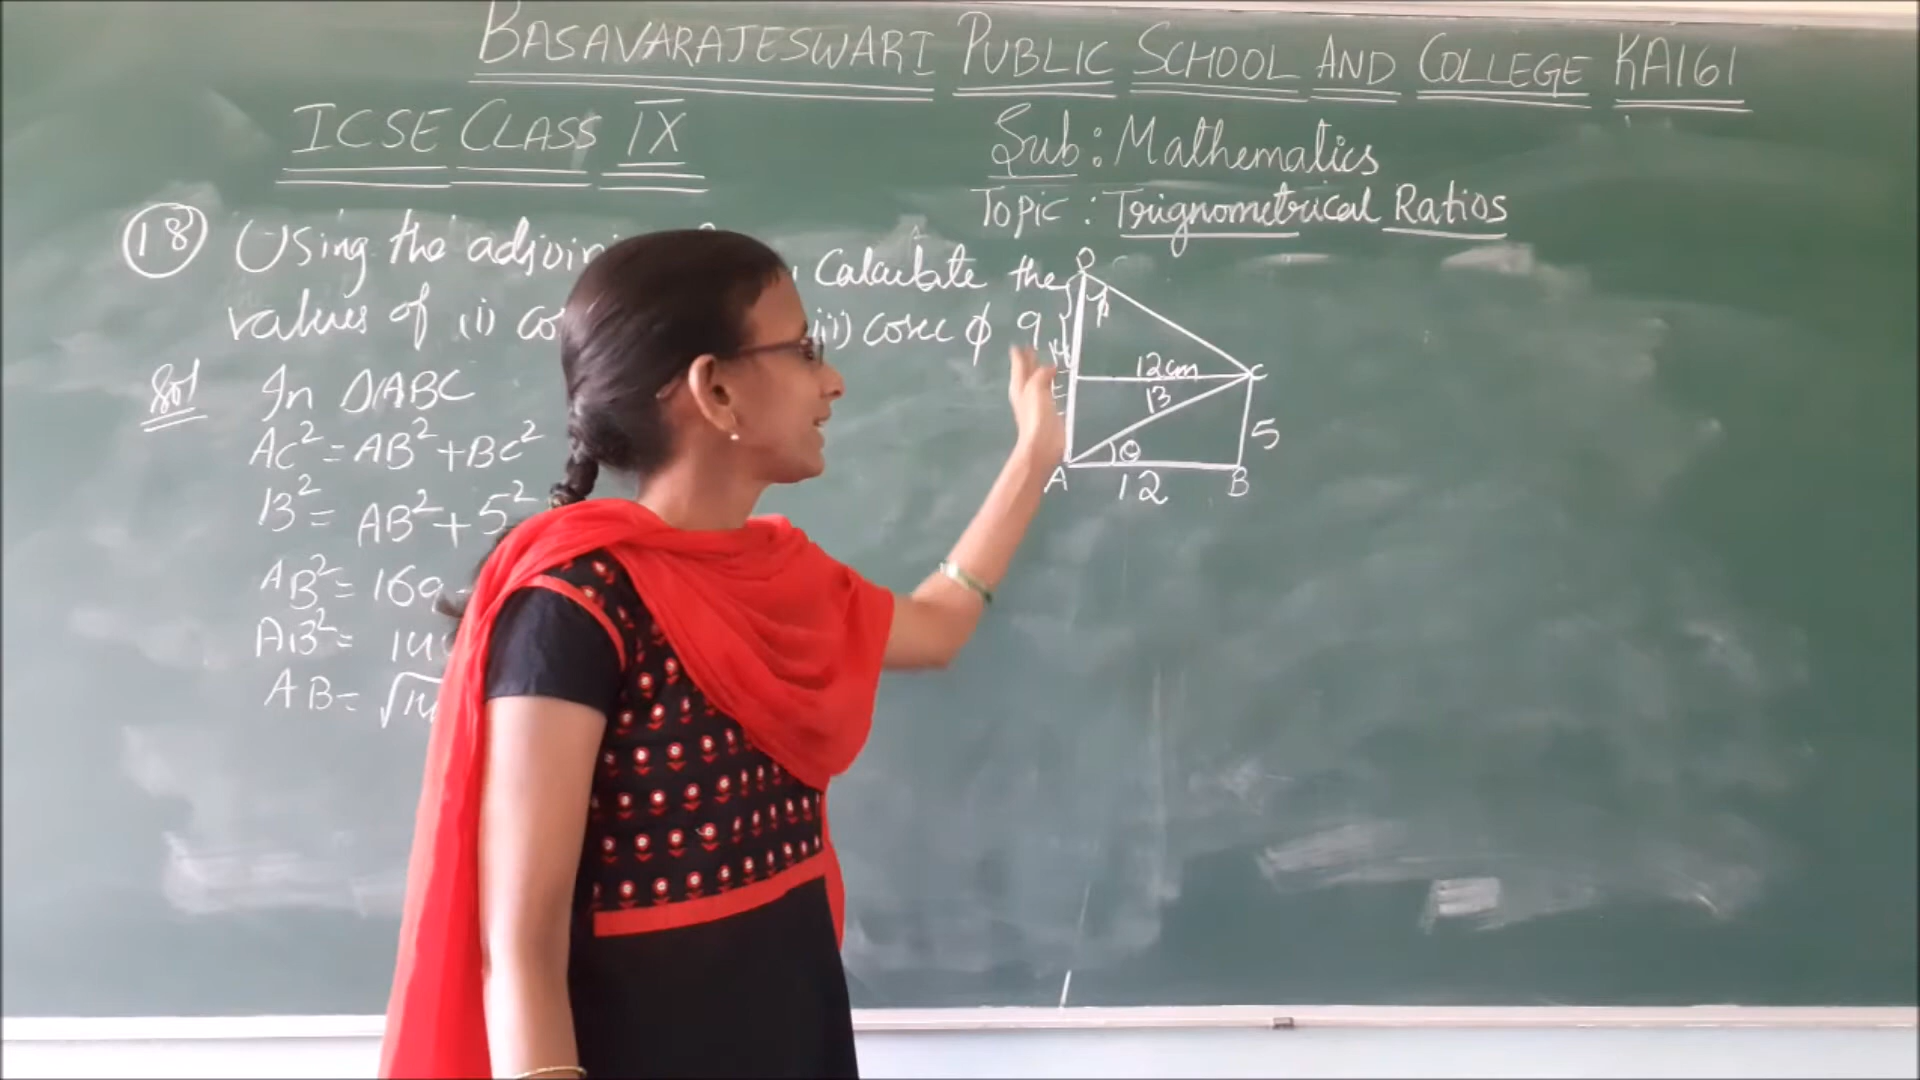 BASAVARAJESWARI PUBLIC SCHOOL AND COLLEGE KA161
ICSE CLASS IX
Sub: Mathematics
Topic: Trignometrical Ratios
18 Using the Calculate the
values of (i) cosec φ
Sol In ΔABC
AC² = AB² + BC²
13² = AB² + 5²
AB² = 169
AB² =
AB =
9
12cm
C
13
5
θ
A 12 B